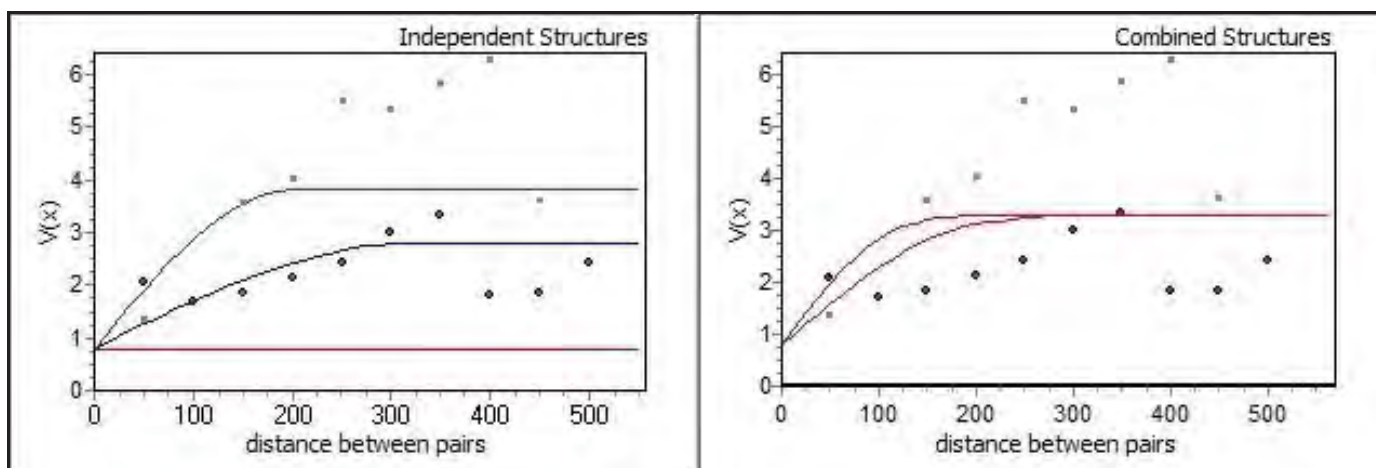 Independent Structures
6
5
4
3
2
1
0
V(x)
0 100 200 300 400 500
distance between pairs
Combined Structures
6
5
4
3
2
1
0
V(x)
0 100 200 300 400 500
distance between pairs